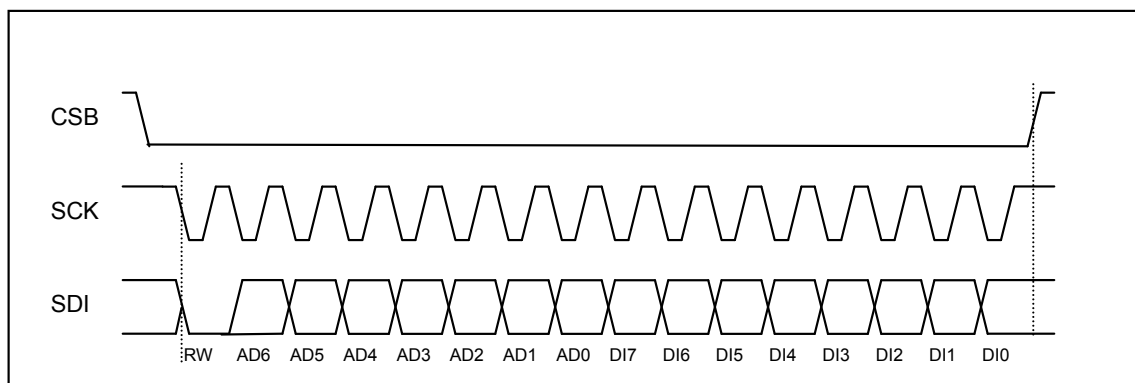 CSB
SCK
SDI
RW AD6 AD5 AD4 AD3 AD2 AD1 AD0 DI7 DI6 DI5 DI4 DI3 DI2 DI1 DI0